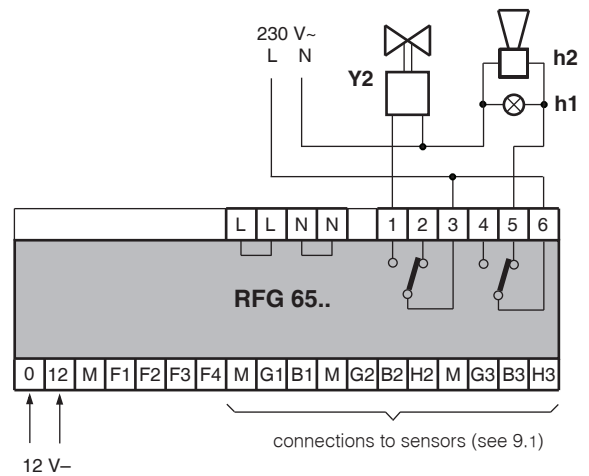 230 V~
L N
Y2
h2
h1
L L N N 1 2 3 4 5 6
RFG 65..
0 12 M F1 F2 F3 F4 M G1 B1 M G2 B2 H2 M G3 B3 H3
connections to sensors (see 9.1)
12 V–